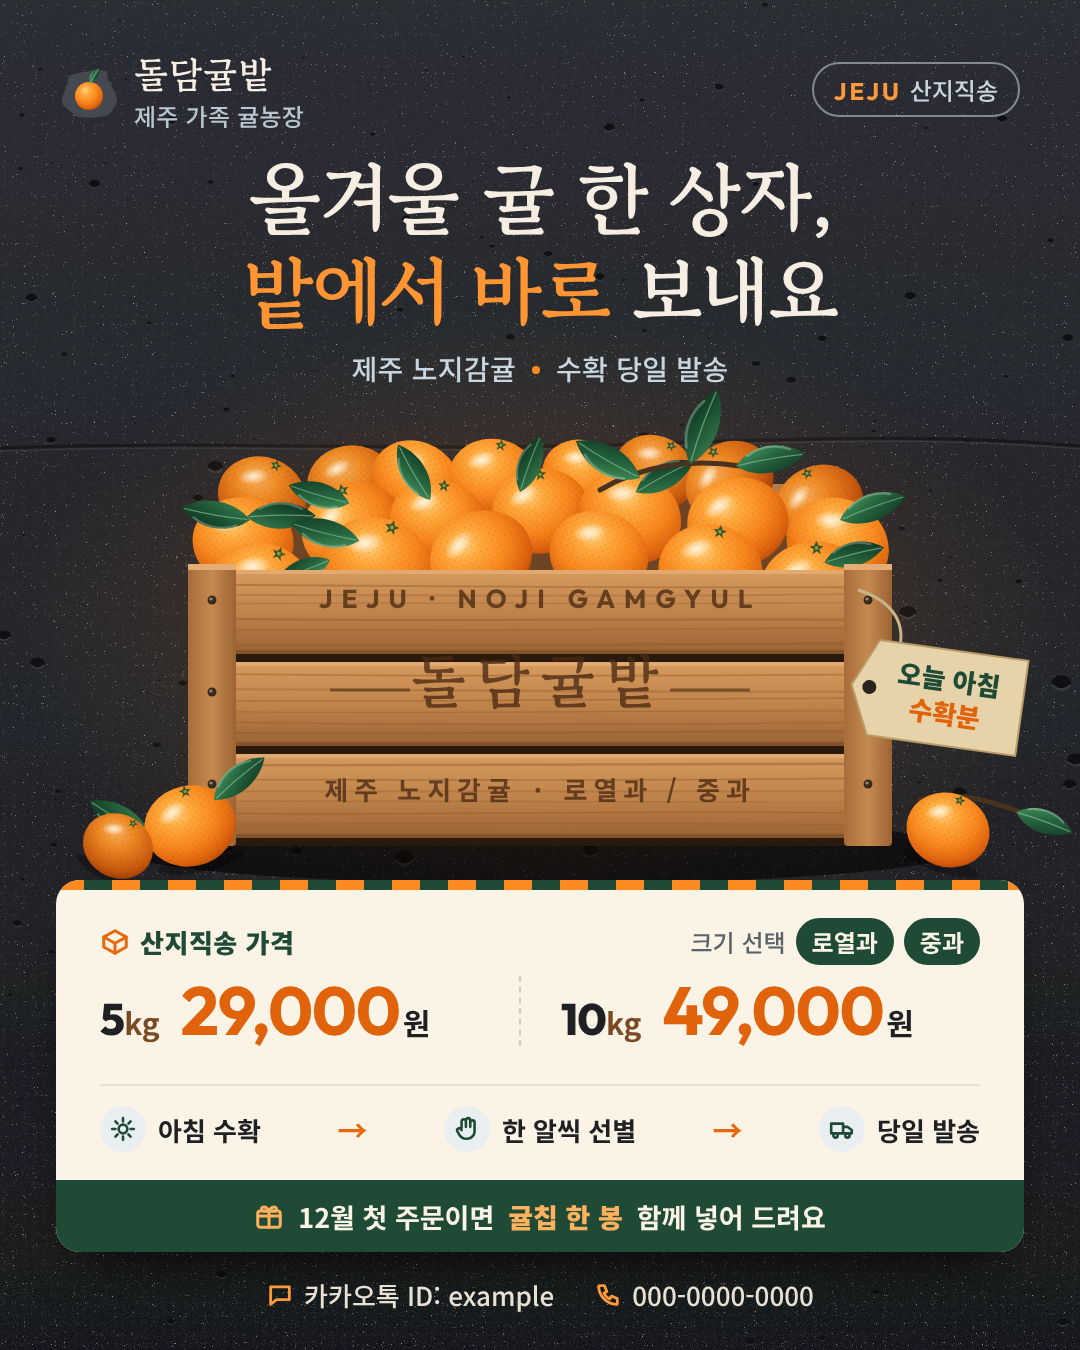 돌담귤밭
제주 가족 귤농장
JEJU 산지직송
올겨울 귤 한 상자,
밭에서 바로 보내요
제주 노지감귤 • 수확 당일 발송
JEJU · NOJI GAMGYUL
돌담귤밭
제주 노지감귤 · 로열과 / 중과
오늘 아침
수확분
산지직송 가격
크기 선택 로열과 중과
5kg 29,000원
10kg 49,000원
아침 수확 → 한 알씩 선별 → 당일 발송
12월 첫 주문이면 귤칩 한 봉 함께 넣어 드려요
카카오톡 ID: example 000-0000-0000